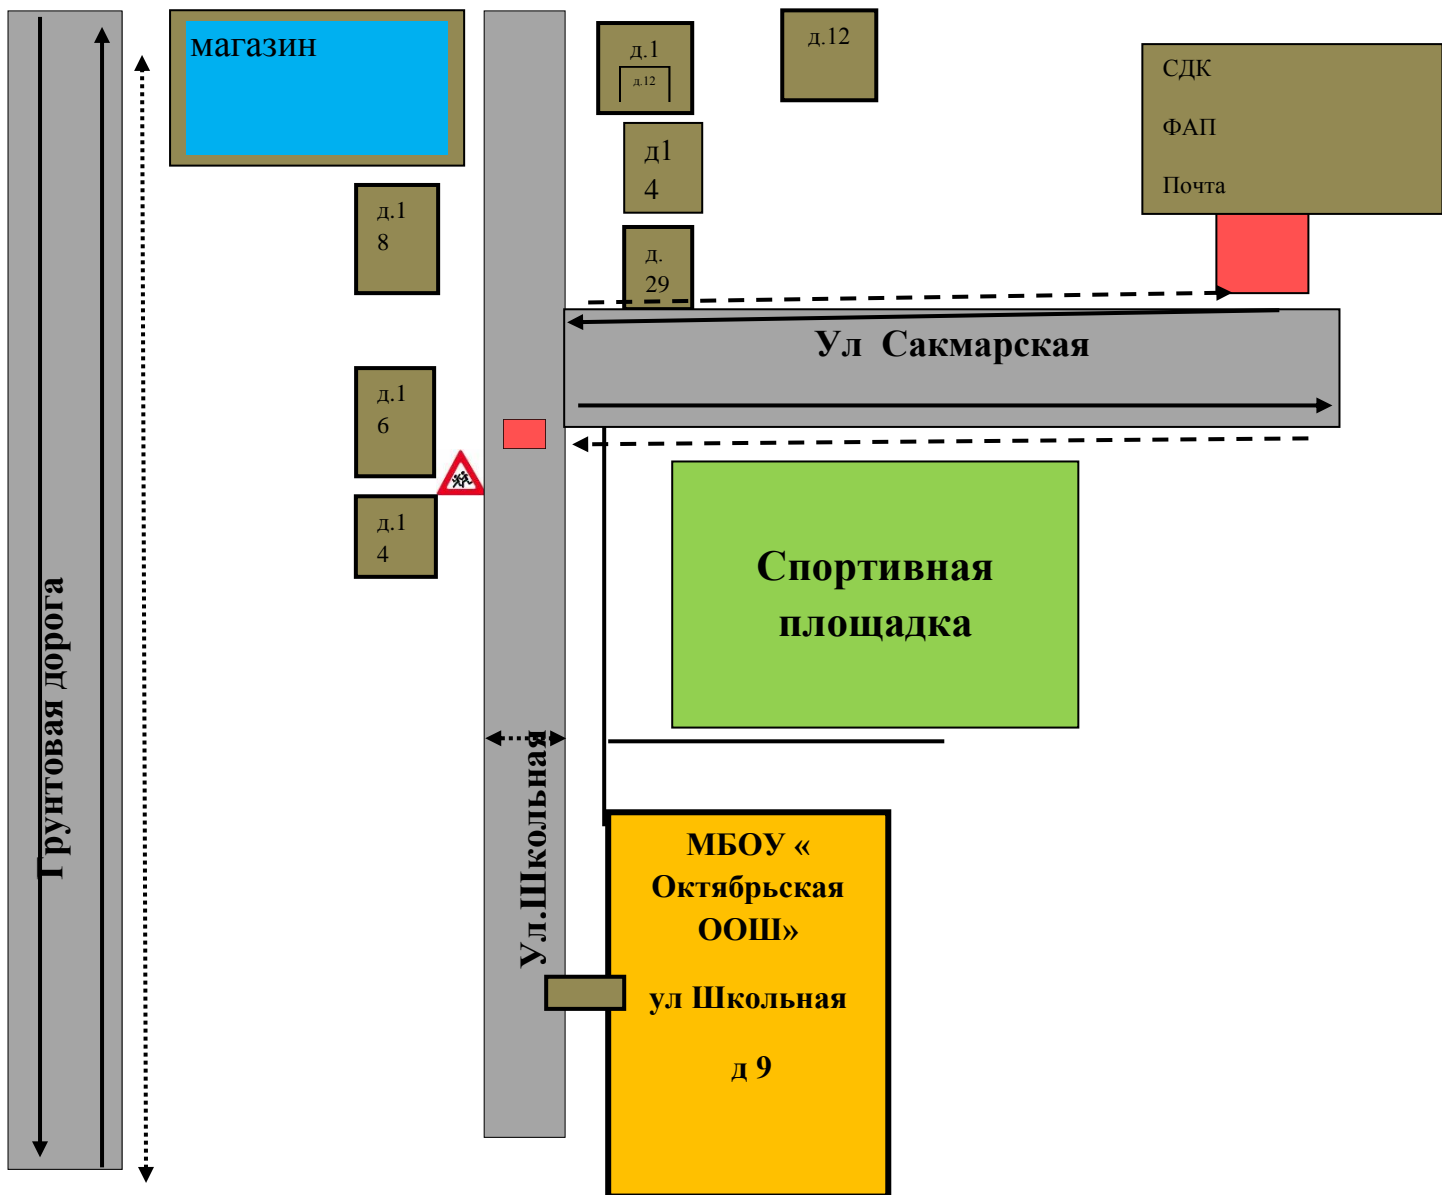 магазин
д.1
д.12
д.12
СДК
ФАП
Почта
д1
4
д.1
8
д.
29
Ул Сакмарская
д.1
6
д.1
4
Спортивная
площадка
Грунтовая дорога
Ул.Школьная
МБОУ «
Октябрьская
ООШ»
ул Школьная
д 9